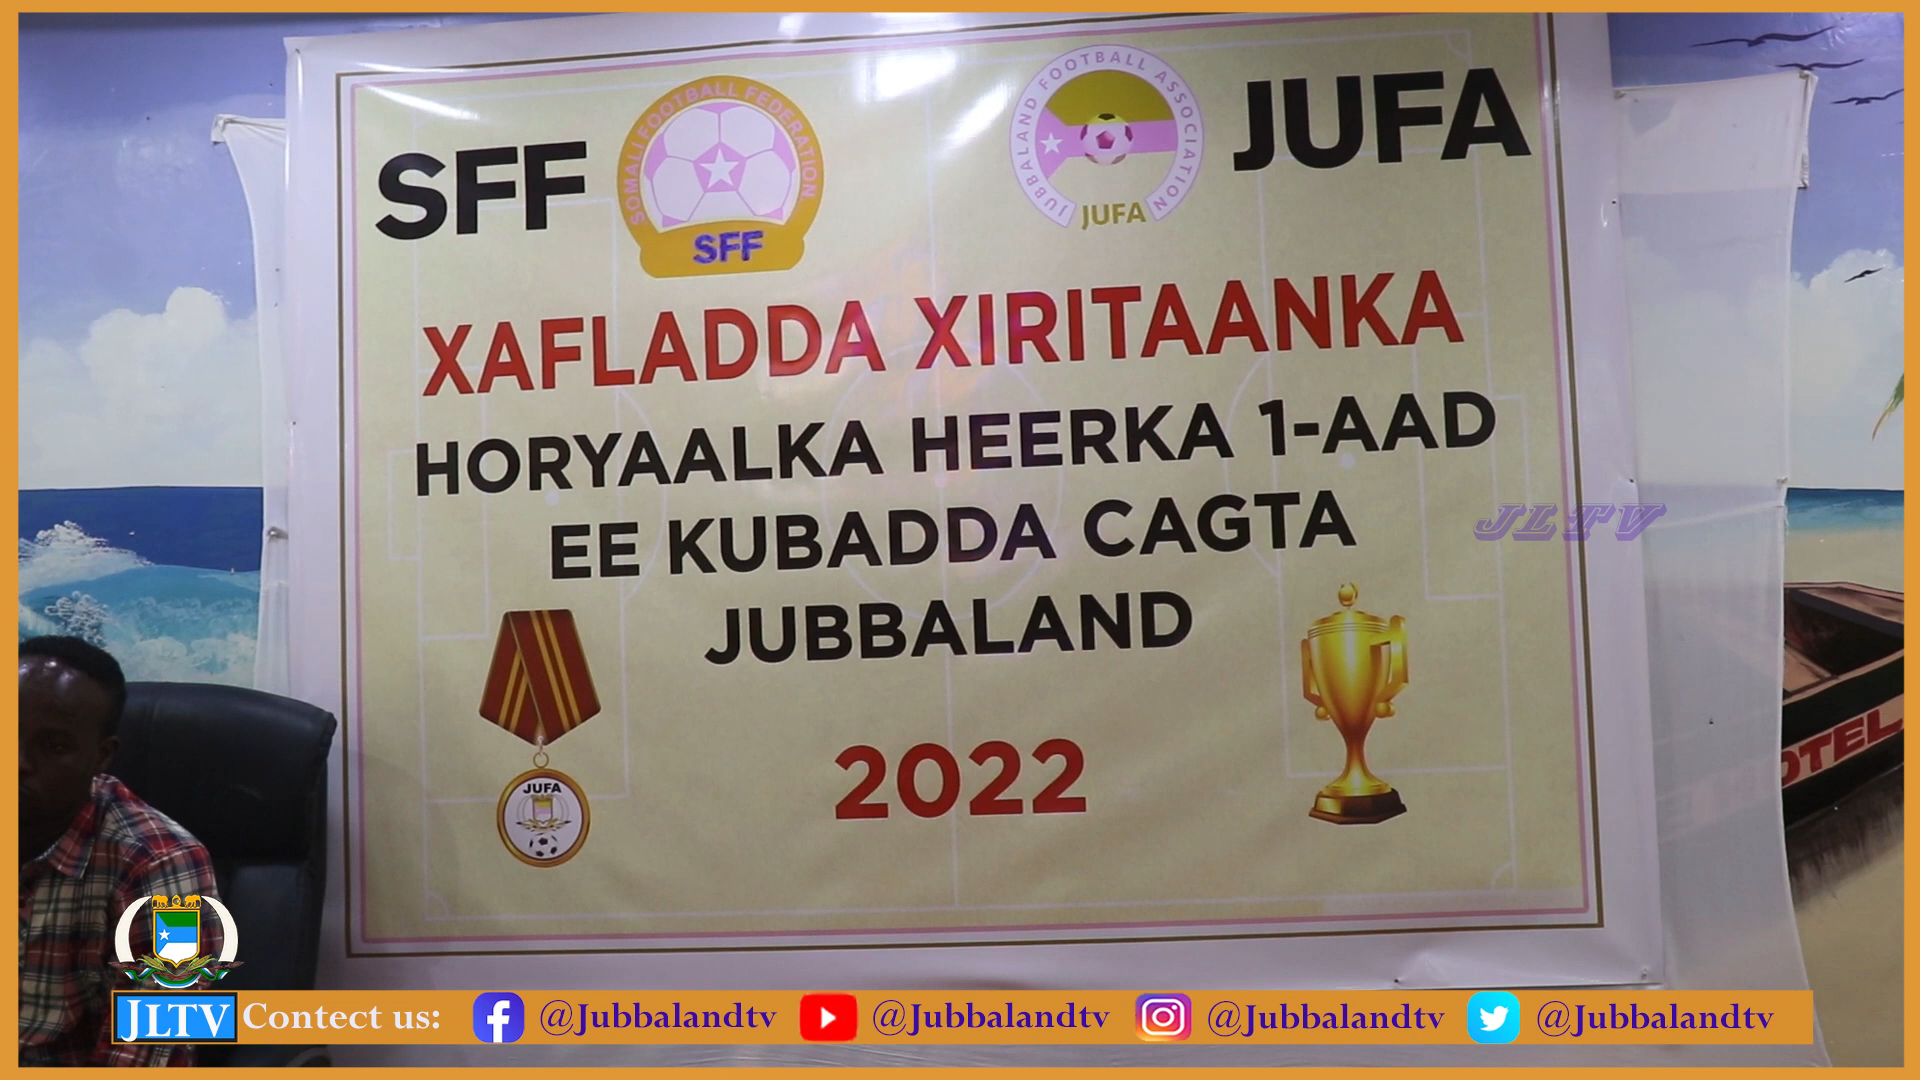 SFF
SOMALI FOOTBALL FEDERATION
SFF
JUBBALAND FOOTBALL ASSOCIATION
JUFA
JUFA
XAFLADDA XIRITAANKA
HORYAALKA HEERKA 1-AAD
EE KUBADDA CAGTA
JUBBALAND
2022
JUFA
JLTV
OTEL
JLTV Contect us: @Jubbalandtv @Jubbalandtv @Jubbalandtv @Jubbalandtv